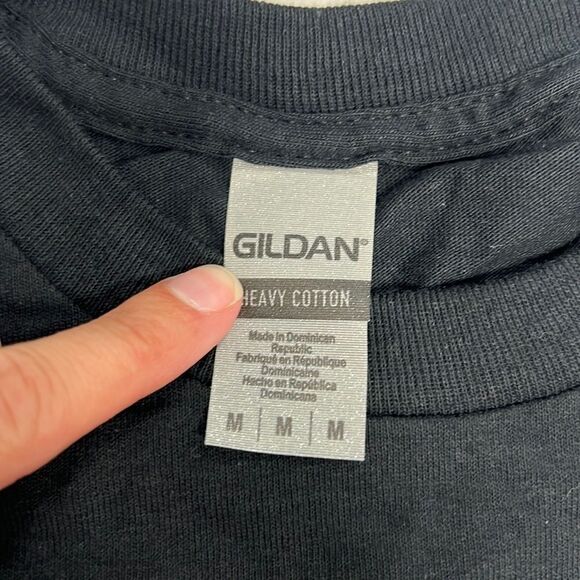 GILDAN®
HEAVY COTTON
Made in Dominican
Republic
Fabriqué en République
Dominicaine
Hecho en República
Dominicana
M | M | M